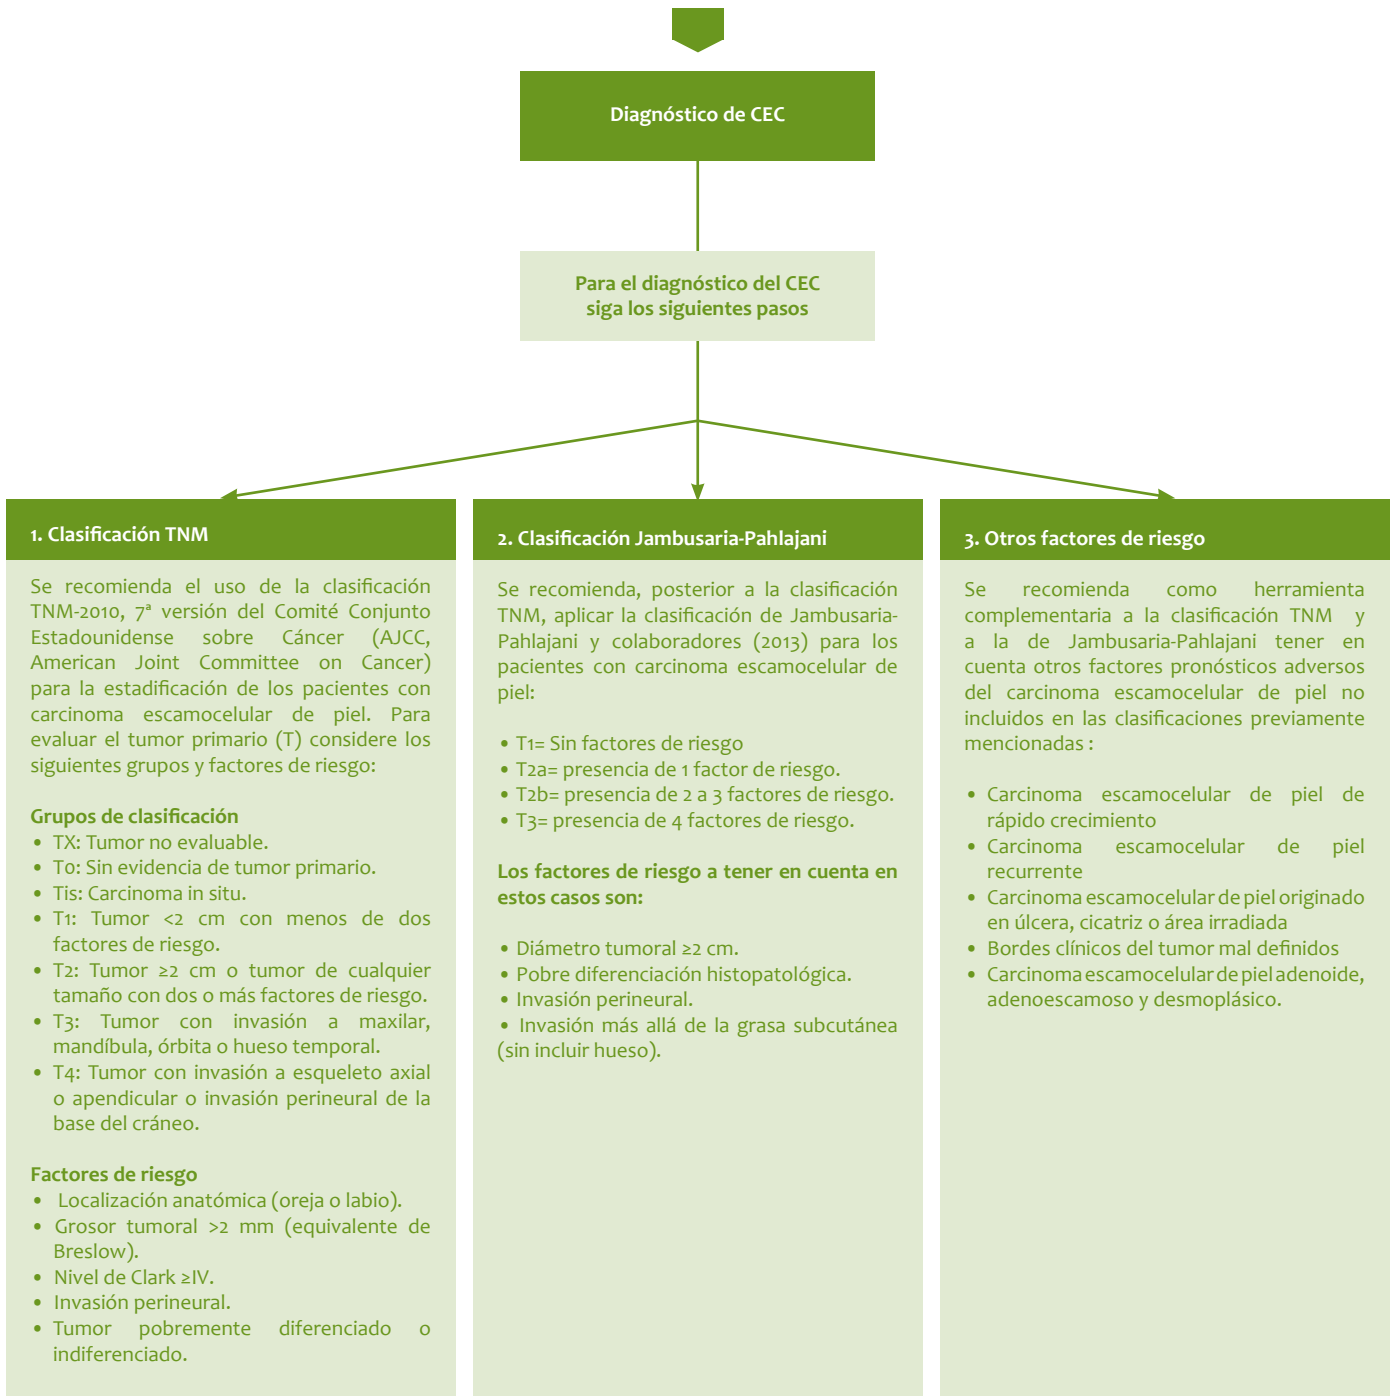 Diagnóstico de CEC
Para el diagnóstico del CEC
siga los siguientes pasos
1. Clasificación TNM
Se recomienda el uso de la clasificación
TNM-2010, 7ª versión del Comité Conjunto
Estadounidense sobre Cáncer (AJCC,
American Joint Committee on Cancer)
para la estadificación de los pacientes con
carcinoma escamocelular de piel. Para
evaluar el tumor primario (T) considere los
siguientes grupos y factores de riesgo:
Grupos de clasificación
• TX: Tumor no evaluable.
• T0: Sin evidencia de tumor primario.
• Tis: Carcinoma in situ.
• T1: Tumor <2 cm con menos de dos
factores de riesgo.
• T2: Tumor ≥2 cm o tumor de cualquier
tamaño con dos o más factores de riesgo.
• T3: Tumor con invasión a maxilar,
mandíbula, órbita o hueso temporal.
• T4: Tumor con invasión a esqueleto axial
o apendicular o invasión perineural de la
base del cráneo.
Factores de riesgo
• Localización anatómica (oreja o labio).
• Grosor tumoral >2 mm (equivalente de
Breslow).
• Nivel de Clark ≥IV.
• Invasión perineural.
• Tumor pobremente diferenciado o
indiferenciado.
2. Clasificación Jambusaria-Pahlajani
Se recomienda, posterior a la clasificación
TNM, aplicar la clasificación de Jambusaria-
Pahlajani y colaboradores (2013) para los
pacientes con carcinoma escamocelular de
piel:
• T1= Sin factores de riesgo
• T2a= presencia de 1 factor de riesgo.
• T2b= presencia de 2 a 3 factores de riesgo.
• T3= presencia de 4 factores de riesgo.
Los factores de riesgo a tener en cuenta en
estos casos son:
• Diámetro tumoral ≥2 cm.
• Pobre diferenciación histopatológica.
• Invasión perineural.
• Invasión más allá de la grasa subcutánea
(sin incluir hueso).
3. Otros factores de riesgo
Se recomienda como herramienta
complementaria a la clasificación TNM y
a la de Jambusaria-Pahlajani tener en
cuenta otros factores pronósticos adversos
del carcinoma escamocelular de piel no
incluidos en las clasificaciones previamente
mencionadas :
• Carcinoma escamocelular de piel de
rápido crecimiento
• Carcinoma escamocelular de piel
recurrente
• Carcinoma escamocelular de piel originado
en úlcera, cicatriz o área irradiada
• Bordes clínicos del tumor mal definidos
• Carcinoma escamocelular de piel adenoide,
adenoescamoso y desmoplásico.